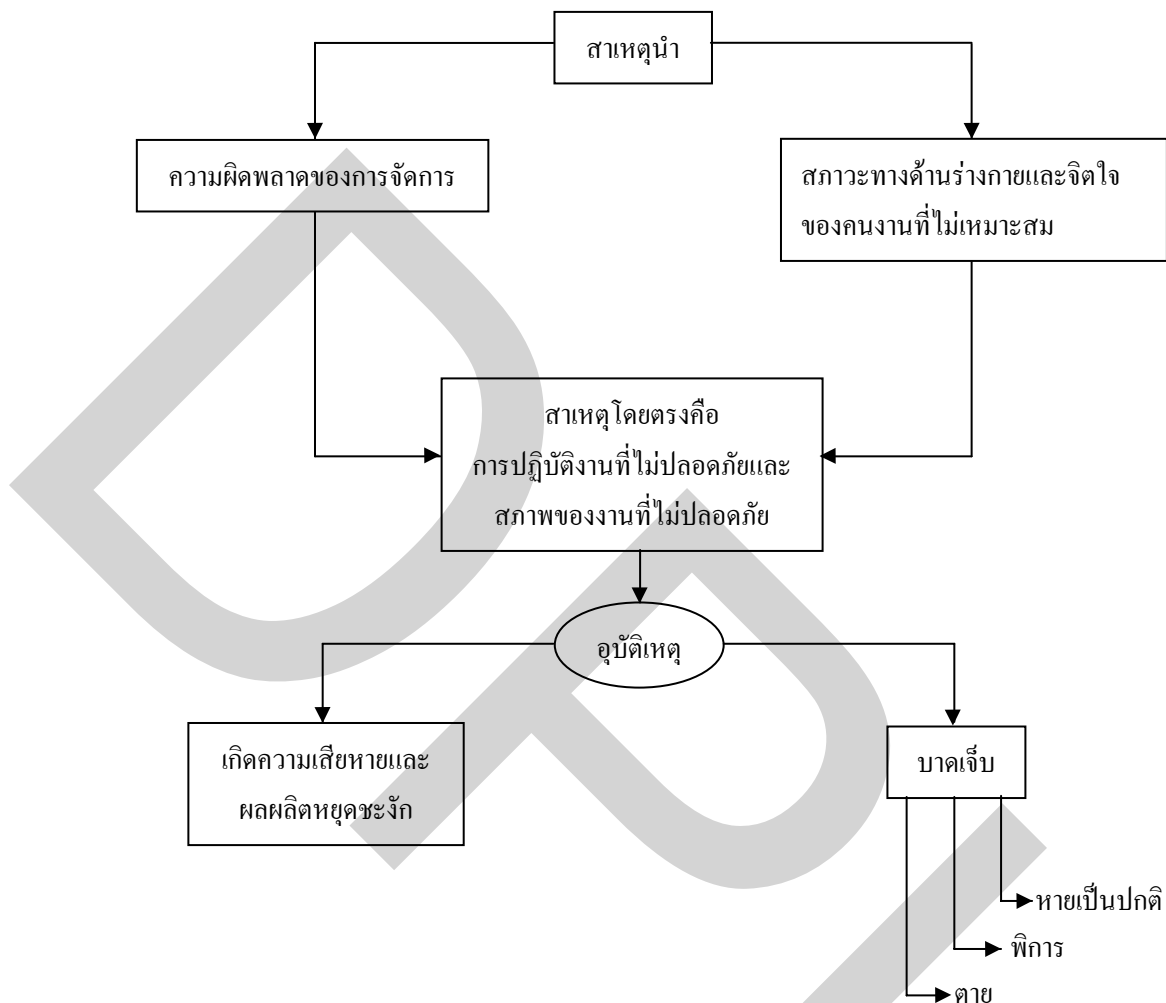 สาเหตุนำ
ความผิดพลาดของการจัดการ
สภาวะทางด้านร่างกายและจิตใจ
ของคนงานที่ไม่เหมาะสม
สาเหตุโดยตรงคือ
การปฏิบัติงานที่ไม่ปลอดภัยและ
สภาพของงานที่ไม่ปลอดภัย
อุบัติเหตุ
เกิดความเสียหายและ
ผลผลิตหยุดชะงัก
บาดเจ็บ
หายเป็นปกติ
พิการ
ตาย